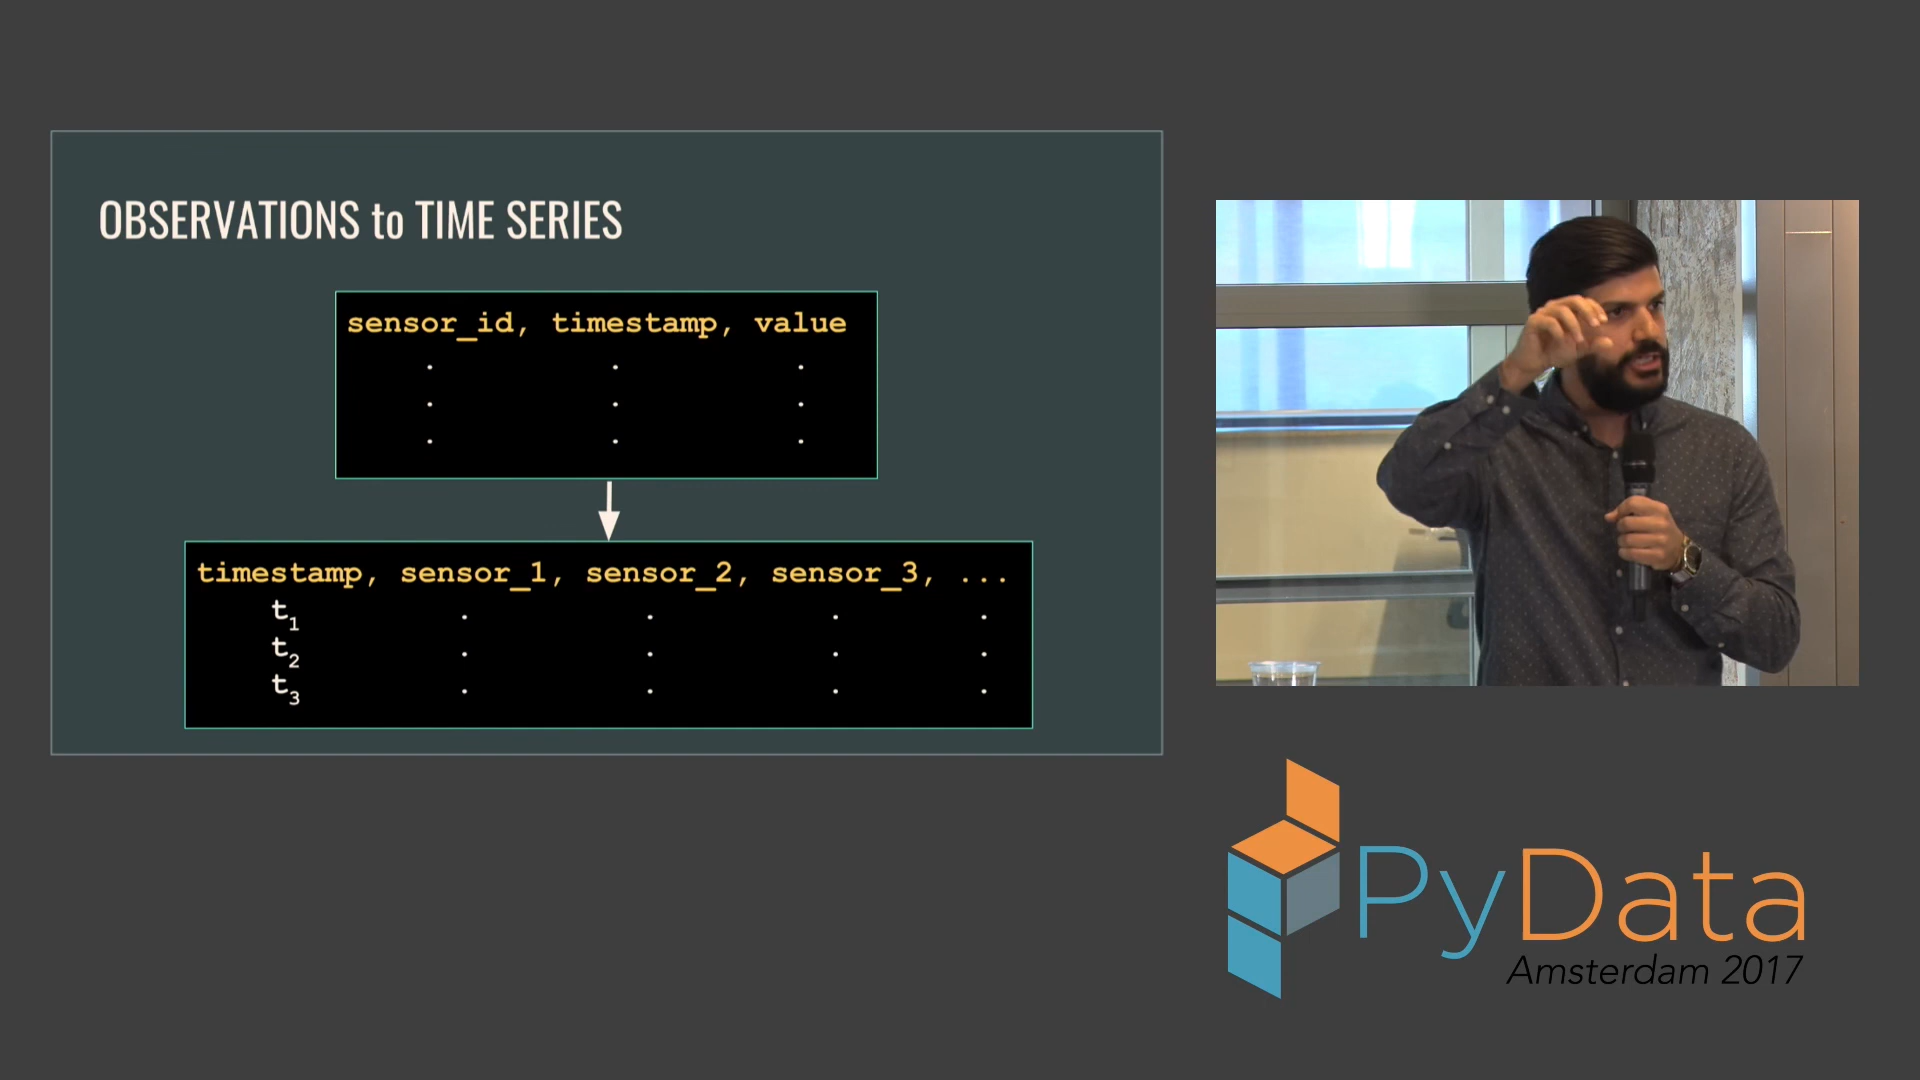 OBSERVATIONS to TIME SERIES
sensor_id, timestamp, value
. . .
. . .
. . .
timestamp, sensor_1, sensor_2, sensor_3, ...
t1 . . . .
t2 . . . .
t3 . . . .
PyData
Amsterdam 2017